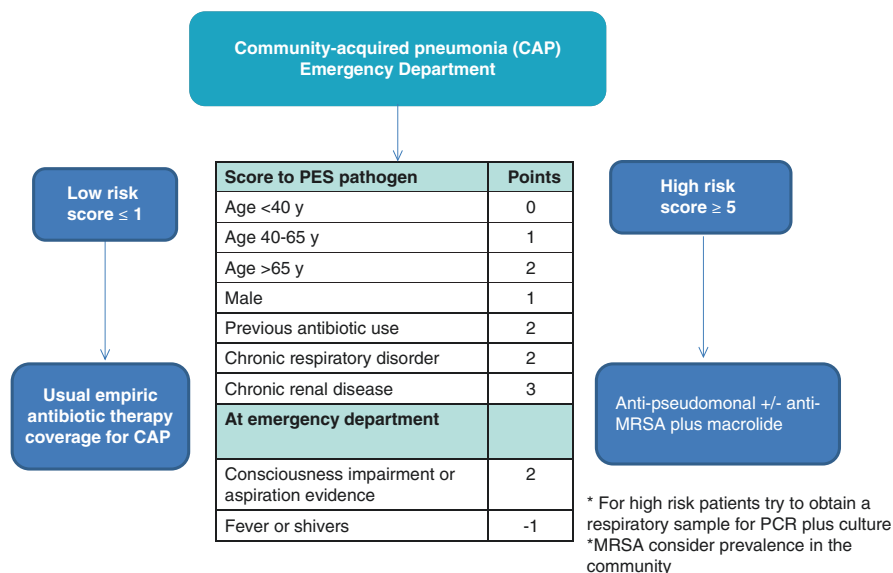 Community-acquired pneumonia (CAP)
Emergency Department
Low risk
score ≤ 1
Usual empiric
antibiotic therapy
coverage for CAP
Score to PES pathogen Points
Age <40 y 0
Age 40-65 y 1
Age >65 y 2
Male 1
Previous antibiotic use 2
Chronic respiratory disorder 2
Chronic renal disease 3
At emergency department
Consciousness impairment or
aspiration evidence 2
Fever or shivers -1
High risk
score ≥ 5
Anti-pseudomonal +/- anti-
MRSA plus macrolide
* For high risk patients try to obtain a
respiratory sample for PCR plus culture
*MRSA consider prevalence in the
community